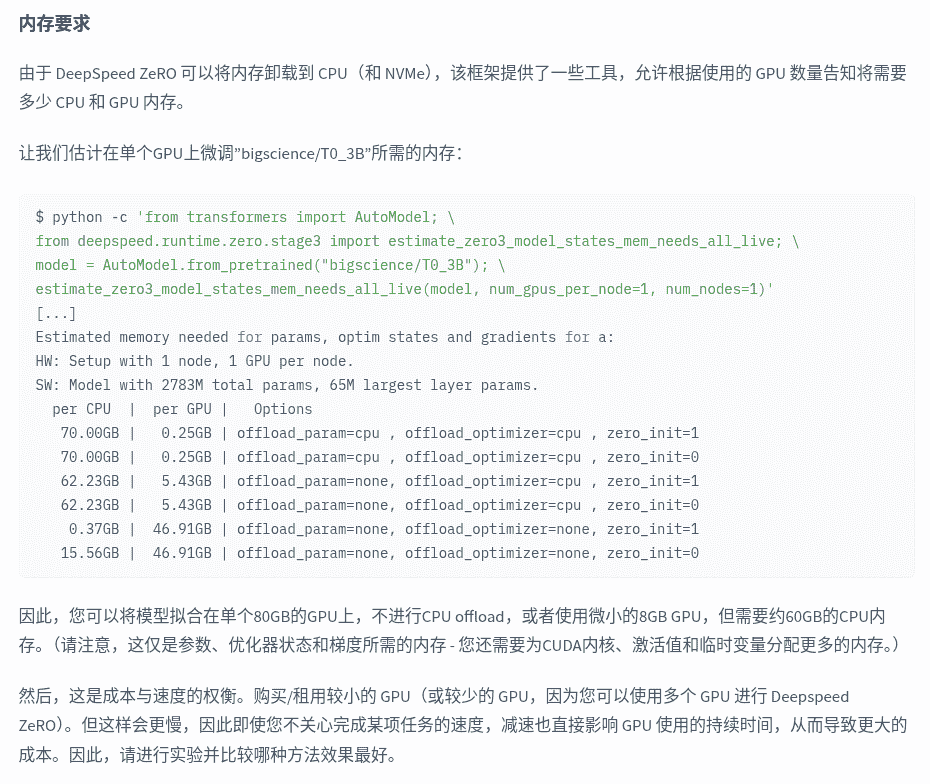 内存要求
由于 DeepSpeed ZeRO 可以将内存卸载到 CPU（和 NVMe），该框架提供了一些工具，允许根据使用的 GPU 数量告知将需要
多少 CPU 和 GPU 内存。
让我们估计在单个GPU上微调”bigscience/T0_3B”所需的内存：
$ python -c 'from transformers import AutoModel; \
from deepspeed.runtime.zero.stage3 import estimate_zero3_model_states_mem_needs_all_live; \
model = AutoModel.from_pretrained("bigscience/T0_3B"); \
estimate_zero3_model_states_mem_needs_all_live(model, num_gpus_per_node=1, num_nodes=1)'
[...]
Estimated memory needed for params, optim states and gradients for a:
HW: Setup with 1 node, 1 GPU per node.
SW: Model with 2783M total params, 65M largest layer params.
  per CPU  |  per GPU |   Options
   70.00GB |   0.25GB | offload_param=cpu , offload_optimizer=cpu , zero_init=1
   70.00GB |   0.25GB | offload_param=cpu , offload_optimizer=cpu , zero_init=0
   62.23GB |   5.43GB | offload_param=none, offload_optimizer=cpu , zero_init=1
   62.23GB |   5.43GB | offload_param=none, offload_optimizer=cpu , zero_init=0
    0.37GB |  46.91GB | offload_param=none, offload_optimizer=none, zero_init=1
   15.56GB |  46.91GB | offload_param=none, offload_optimizer=none, zero_init=0
因此，您可以将模型拟合在单个80GB的GPU上，不进行CPU offload，或者使用微小的8GB GPU，但需要约60GB的CPU内
存。（请注意，这仅是参数、优化器状态和梯度所需的内存 - 您还需要为CUDA内核、激活值和临时变量分配更多的内存。）
然后，这是成本与速度的权衡。购买/租用较小的 GPU（或较少的 GPU，因为您可以使用多个 GPU 进行 Deepspeed
ZeRO）。但这样会更慢，因此即使您不关心完成某项任务的速度，减速也直接影响 GPU 使用的持续时间，从而导致更大的
成本。因此，请进行实验并比较哪种方法效果最好。